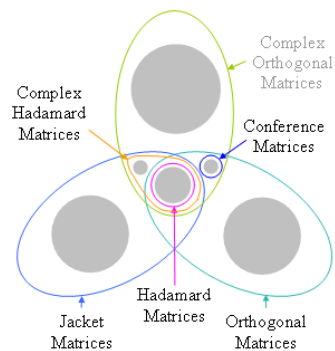 Complex
Orthogonal
Matrices
Complex
Hadamard
Matrices
Conference
Matrices
Hadamard
Matrices
Jacket
Matrices
Orthogonal
Matrices